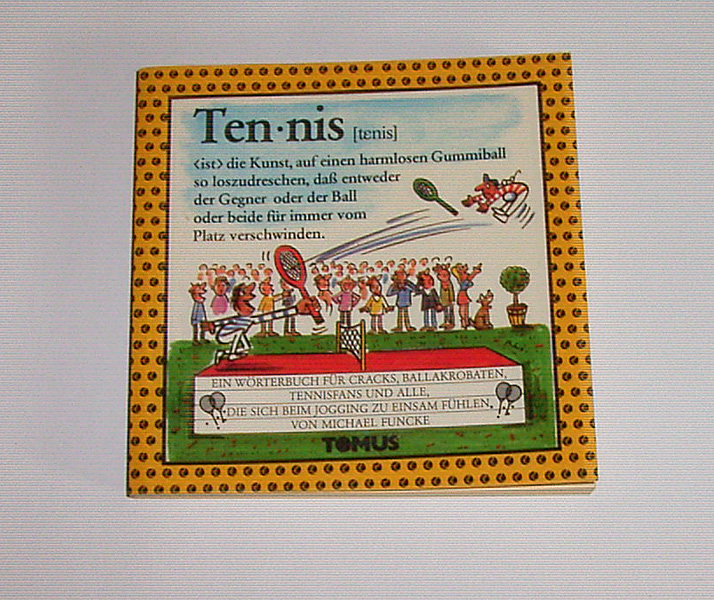 Ten·nis [tɛnis]
<ist> die Kunst, auf einen harmlosen Gummiball
so loszudreschen, daß entweder
der Gegner oder der Ball
oder beide für immer vom
Platz verschwinden.
EIN WÖRTERBUCH FÜR CRACKS, BALLAKROBATEN,
TENNISFANS UND ALLE,
DIE SICH BEIM JOGGING ZU EINSAM FÜHLEN,
VON MICHAEL FUNCKE
TOMUS